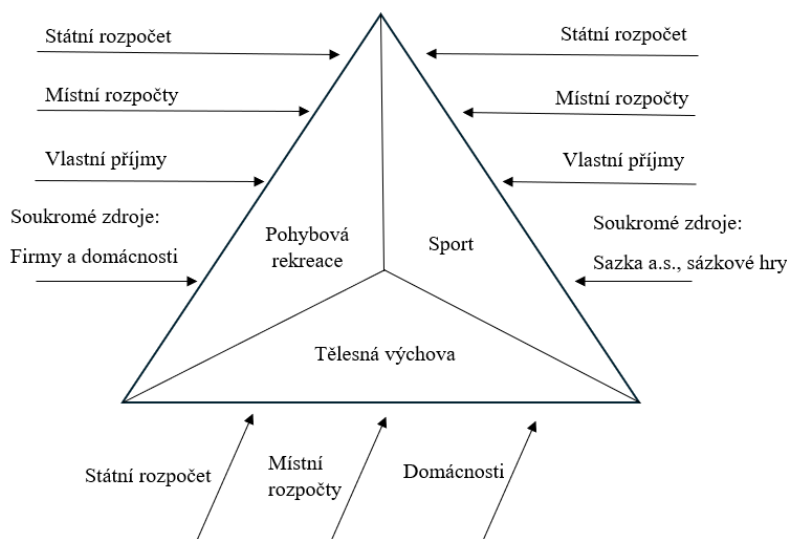 Státní rozpočet
Místní rozpočty
Vlastní příjmy
Soukromé zdroje:
Firmy a domácnosti
Pohybová
rekreace
Sport
Tělesná výchova
Státní rozpočet
Místní rozpočty
Vlastní příjmy
Soukromé zdroje:
Sazka a.s., sázkové hry
Státní rozpočet
Místní
rozpočty
Domácnosti